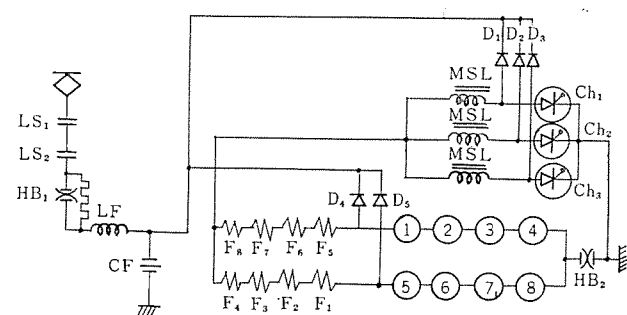 D₁ D₂ D₃
MSL
Ch₁
MSL
Ch₂
MSL
Ch₃
LS₁
LS₂
HB₁
LF
CF
D₄ D₅
F₈ F₇ F₆ F₅
1 2 3 4
HB₂
F₄ F₃ F₂ F₁
5 6 7 8